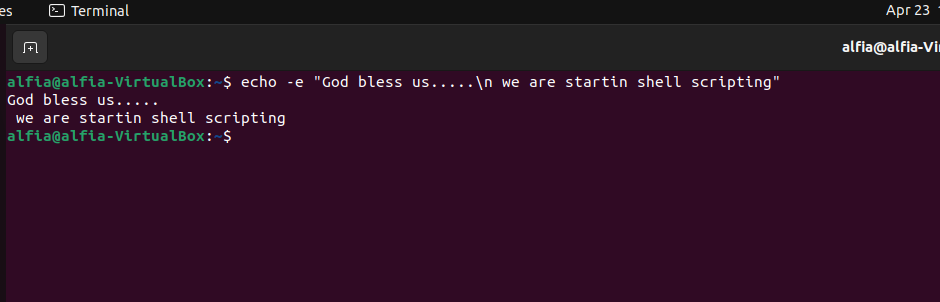 es Terminal Apr 23
alfia@alfia-Vi
alfia@alfia-VirtualBox:~$ echo -e "God bless us.....\n we are startin shell scripting"
God bless us.....
 we are startin shell scripting
alfia@alfia-VirtualBox:~$